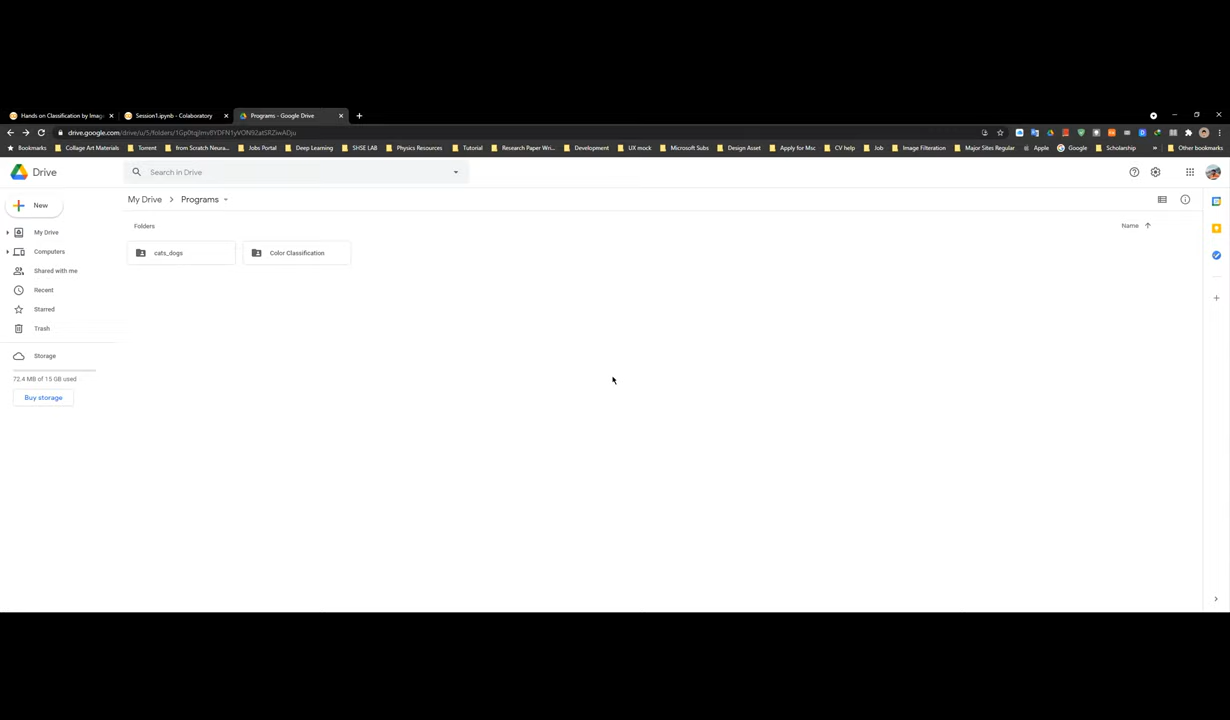 Hands on Classification by Imag
Session1.ipynb - Colaboratory
Programs - Google Drive
drive.google.com/drive/u/5/folders/
Bookmarks
Collage Art Materials
Torrent
from Scratch Neura...
Jobs Portal
Deep Learning
SHSE LAB
Physics Resources
Tutorial
Research Paper Wri...
Development
UX mock
Microsoft Subs
Design Asset
Apply for Msc
CV help
Job
Image Filteration
Major Sites Regular
Apple
Google
Scholarship
»
Other bookmarks
Drive
Search in Drive
New
My Drive
Programs
My Drive
Computers
Shared with me
Recent
Starred
Trash
Storage
72.4 MB of 15 GB used
Buy storage
Folders
Name
cats_dogs
Color Classification